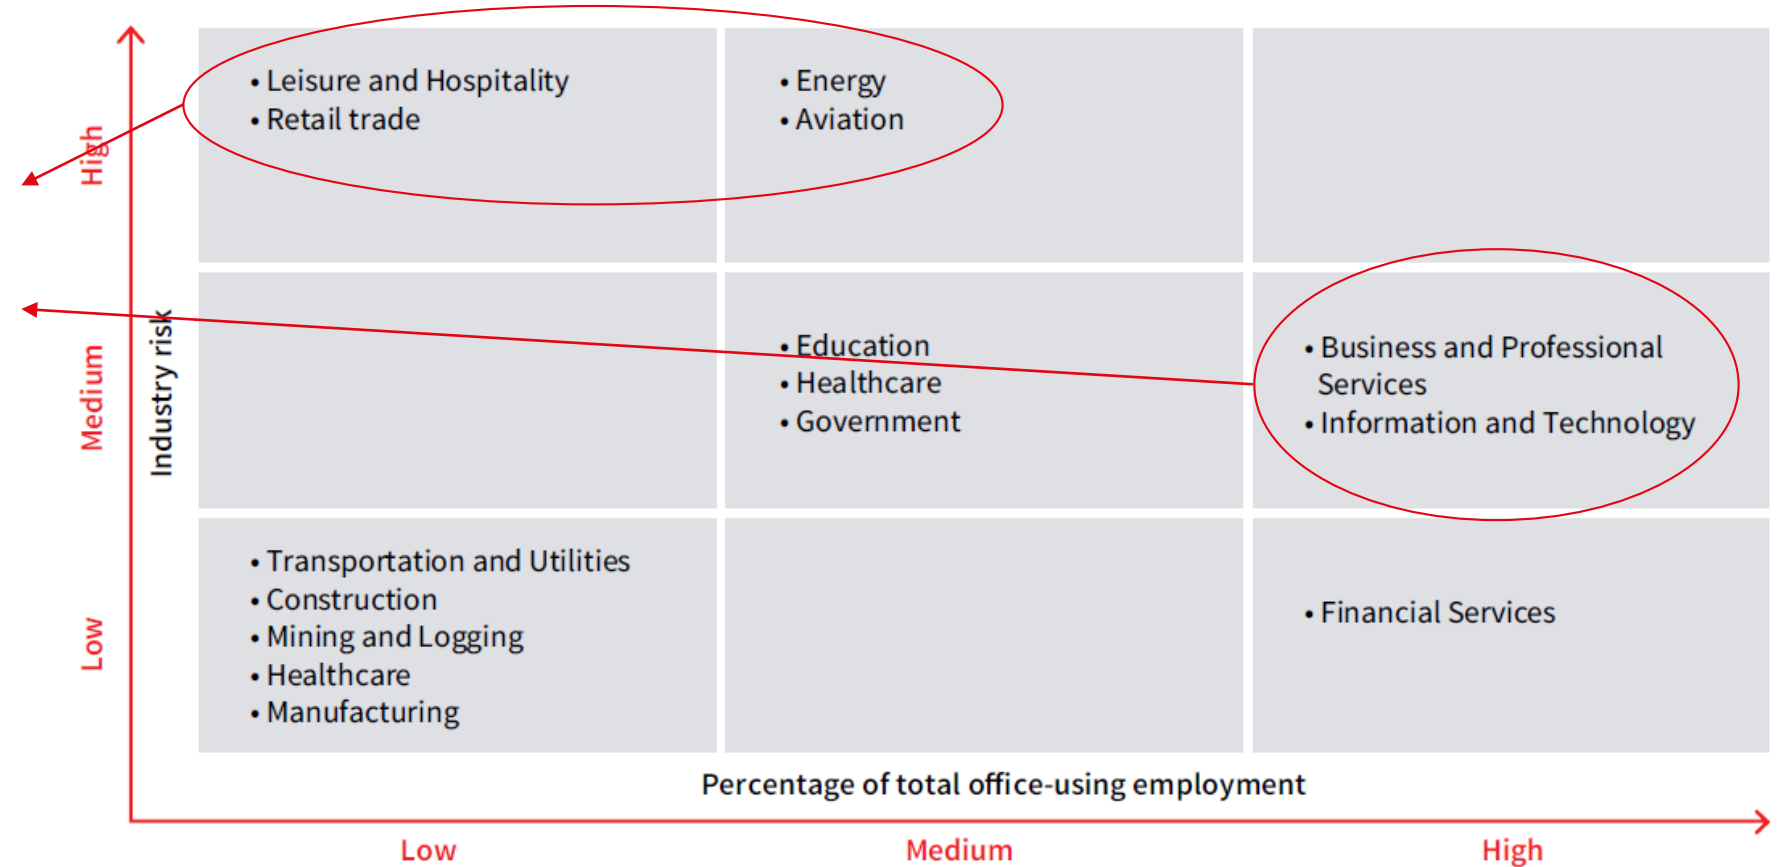 High
• Leisure and Hospitality
• Retail trade
• Energy
• Aviation
Medium
Industry risk
• Education
• Healthcare
• Government
• Business and Professional
Services
• Information and Technology
Low
• Transportation and Utilities
• Construction
• Mining and Logging
• Healthcare
• Manufacturing
• Financial Services
Percentage of total office-using employment
Low
Medium
High